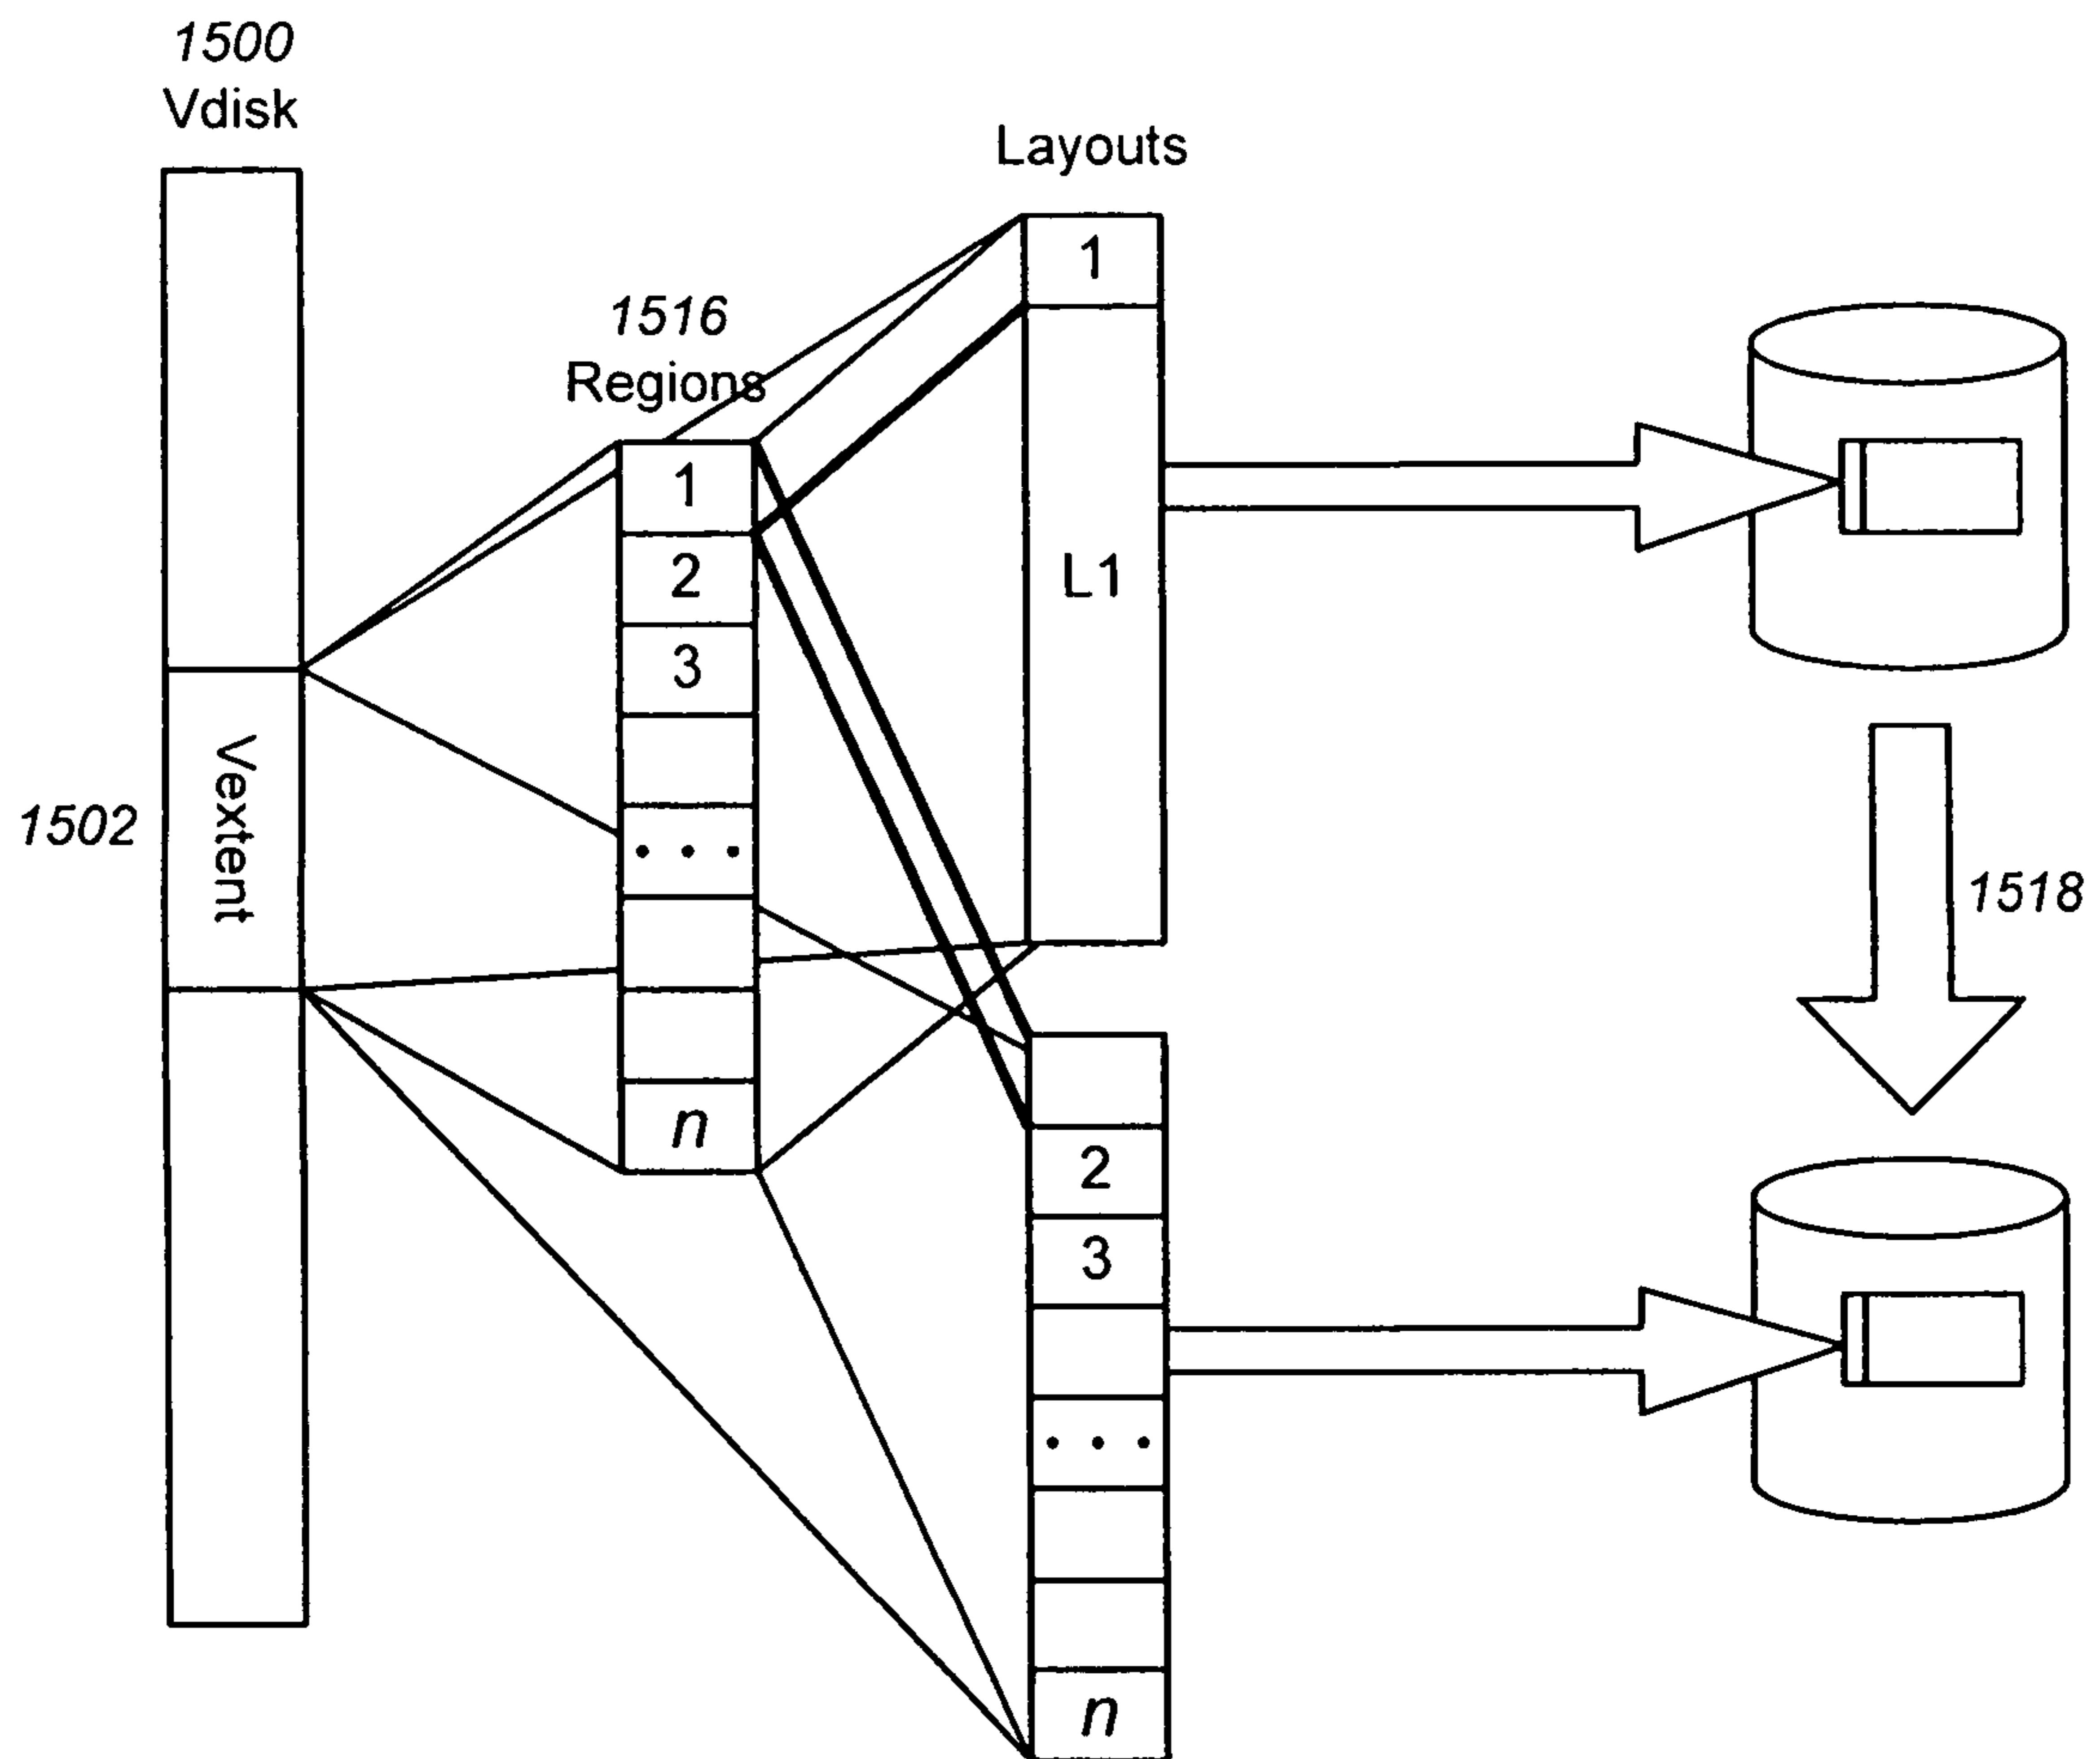 1500
Vdisk
Layouts
1
1516
Regions
1
2
3
L1
Vextent
1502
. . .
1518
n
2
3
. . .
n